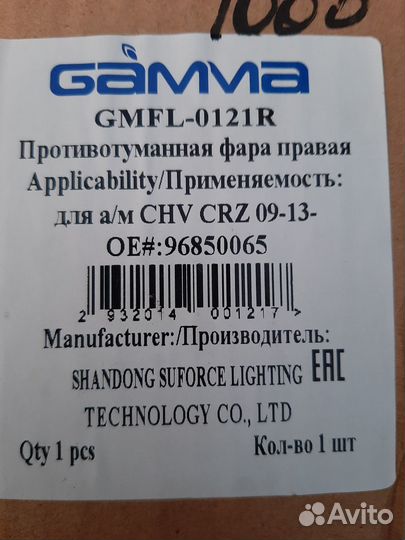 1000
GAMMA
GMFL-0121R
Противотуманная фара правая
Applicability/Применяемость:
для а/м CHV CRZ 09-13-
OE#:96850065
2 932014 001217
Manufacturer:/Производитель:
SHANDONG SUFORCE LIGHTING EAC
TECHNOLOGY CO., LTD
Qty 1 pcs Кол-во 1 шт
Avito